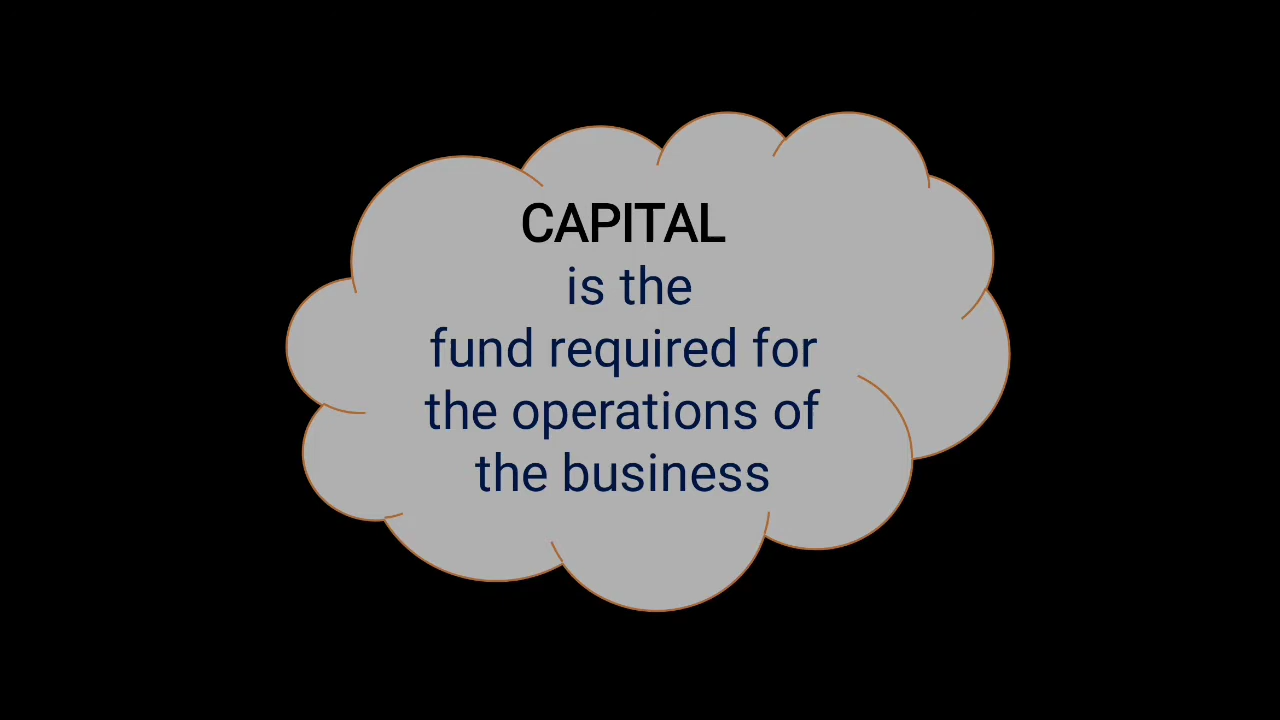 CAPITAL
is the
fund required for
the operations of
the business